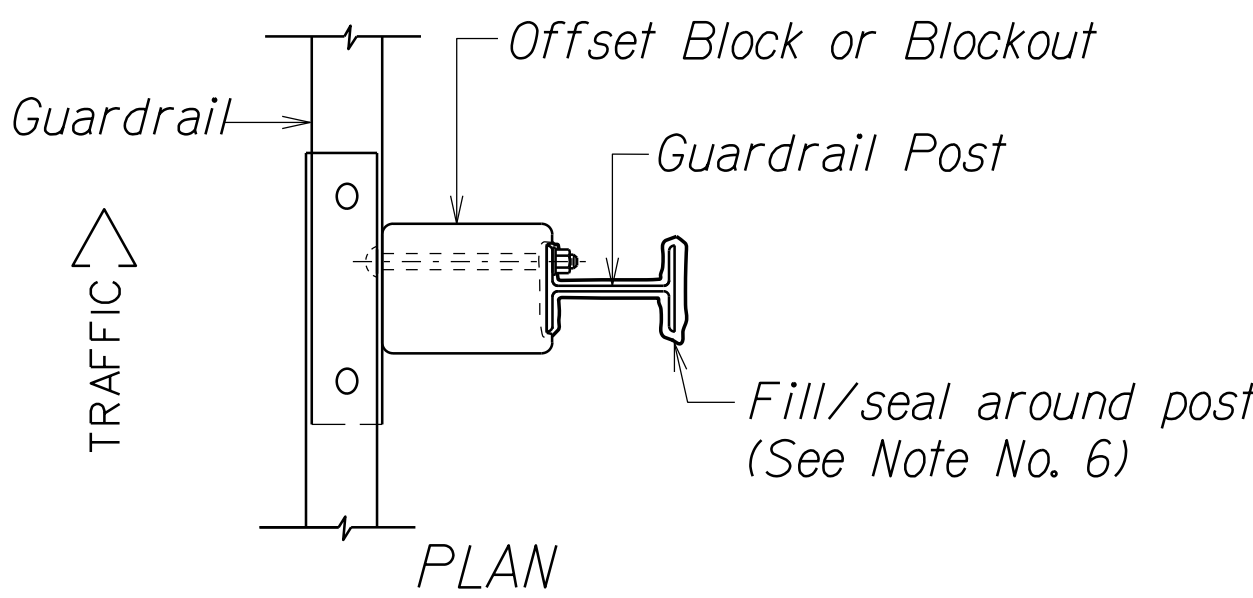 Offset Block or Blockout
Guardrail
Guardrail Post
TRAFFIC
Fill/seal around post
(See Note No. 6)
PLAN